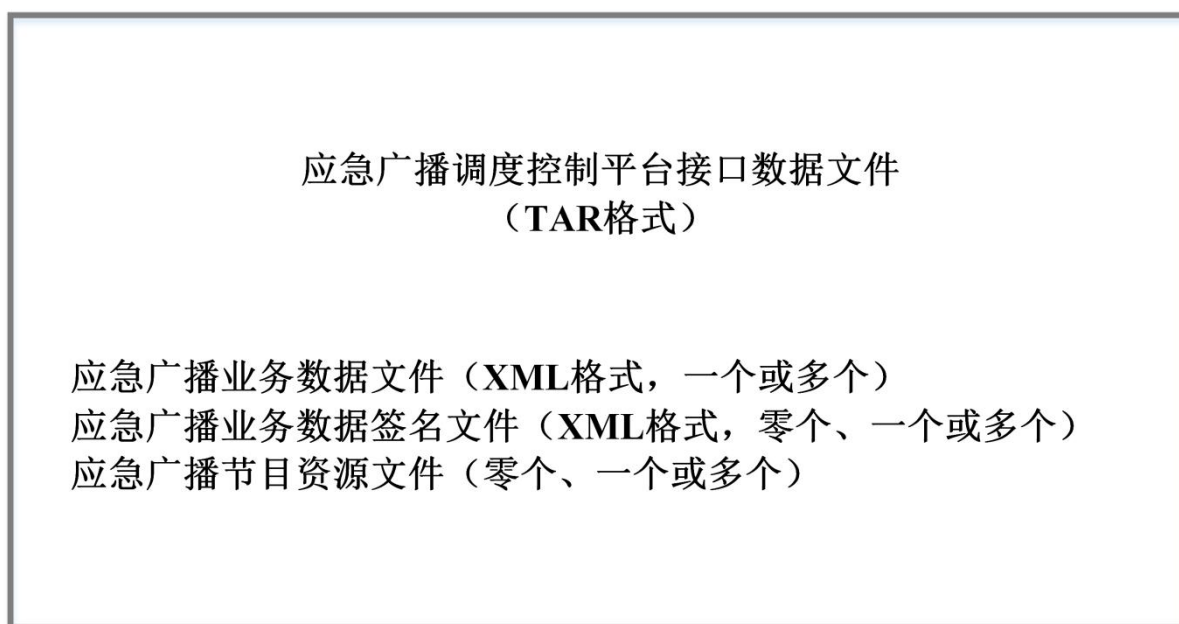 应急广播调度控制平台接口数据文件
（TAR格式）
应急广播业务数据文件（XML格式，一个或多个）
应急广播业务数据签名文件（XML格式，零个、一个或多个）
应急广播节目资源文件（零个、一个或多个）